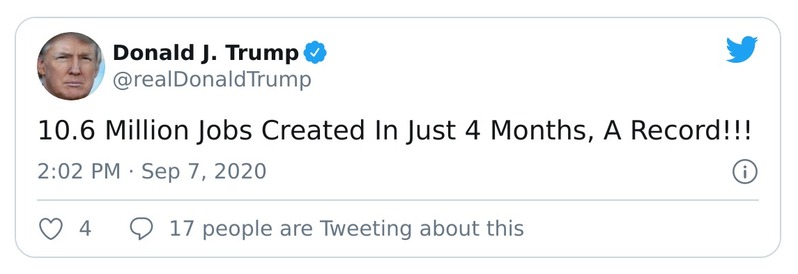 Donald J. Trump
@realDonaldTrump
10.6 Million Jobs Created In Just 4 Months, A Record!!!
2:02 PM · Sep 7, 2020
4 17 people are Tweeting about this